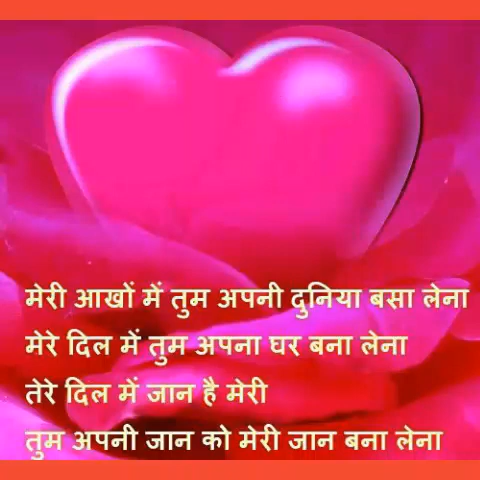 मेरी आखों में तुम अपनी दुनिया बसा लेना
मेरे दिल में तुम अपना घर बना लेना
तेरे दिल में जान है मेरी
तुम अपनी जान को मेरी जान बना लेना